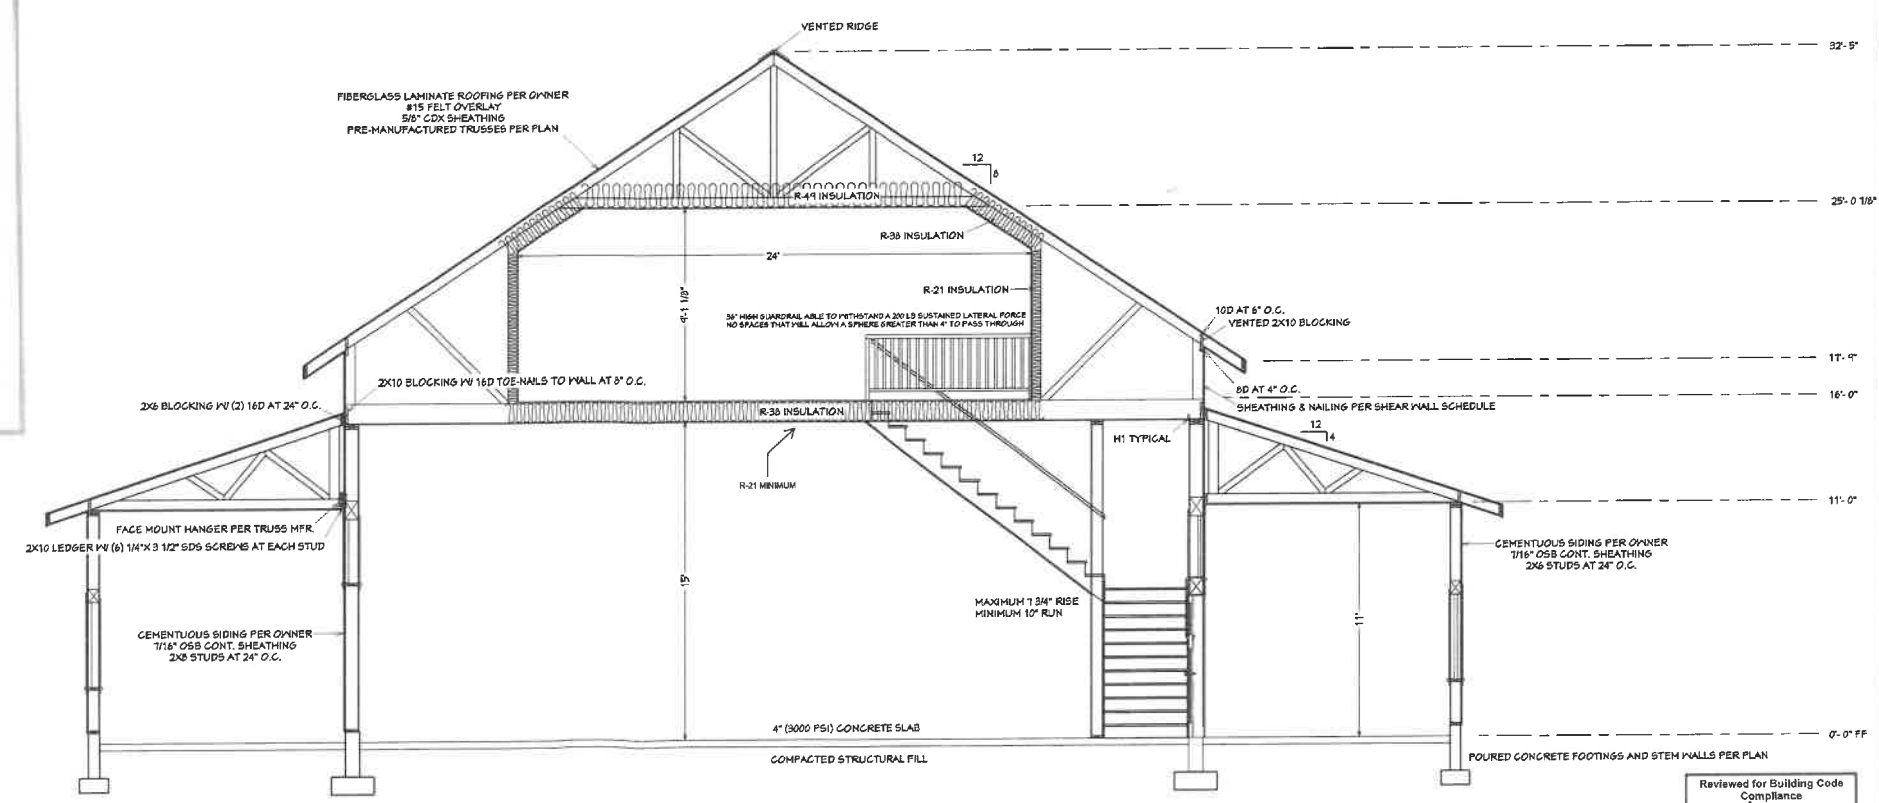 VENTED RIDGE
32'- 5"
FIBERGLASS LAMINATE ROOFING PER OWNER
#15 FELT OVERLAY
5/8" CDX SHEATHING
PRE-MANUFACTURED TRUSSES PER PLAN
12
8
R-49 INSULATION
25'- 0 1/8"
R-38 INSULATION
24'
R-21 INSULATION
9'-1 1/8"
36" HIGH GUARDRAIL ABLE TO WITHSTAND A 200 LB SUSTAINED LATERAL FORCE
NO SPACES THAT WILL ALLOW A SPHERE GREATER THAN 4" TO PASS THROUGH
10D AT 6" O.C.
VENTED 2X10 BLOCKING
17'- 9"
2X10 BLOCKING W/ 16D TOE-NAILS TO WALL AT 8" O.C.
8D AT 4" O.C.
16'- 0"
2X6 BLOCKING W/ (2) 16D AT 24" O.C.
R-38 INSULATION
SHEATHING & NAILING PER SHEAR WALL SCHEDULE
12
4
H1 TYPICAL
R-21 MINIMUM
11'- 0"
FACE MOUNT HANGER PER TRUSS MFR.
2X10 LEDGER W/ (6) 1/4"X3 1/2" SDS SCREWS AT EACH STUD
CEMENTUOUS SIDING PER OWNER
7/16" OSB CONT. SHEATHING
2X6 STUDS AT 24" O.C.
15'
MAXIMUM 7 3/4" RISE
MINIMUM 10" RUN
11'
CEMENTUOUS SIDING PER OWNER
7/16" OSB CONT. SHEATHING
2X8 STUDS AT 24" O.C.
4" (3000 PSI) CONCRETE SLAB
0'- 0" FF
COMPACTED STRUCTURAL FILL
POURED CONCRETE FOOTINGS AND STEM WALLS PER PLAN
Reviewed for Building Code
Compliance